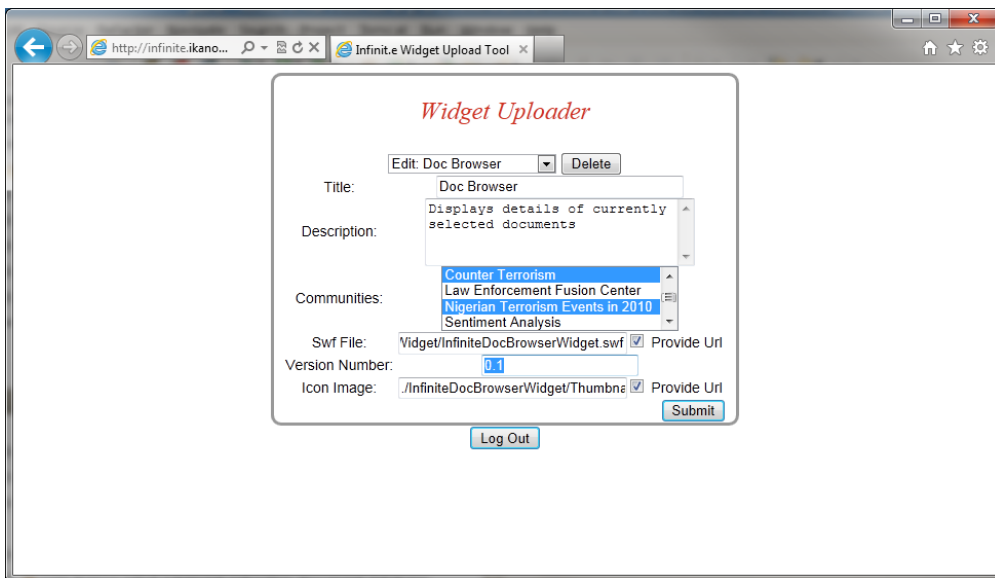 http://infinite.ikano...
Infinit.e Widget Upload Tool
Widget Uploader
Edit: Doc Browser Delete
Title: Doc Browser
Description: Displays details of currently
selected documents
Communities: Counter Terrorism
Law Enforcement Fusion Center
Nigerian Terrorism Events in 2010
Sentiment Analysis
Swf File: Widget/InfiniteDocBrowserWidget.swf Provide Url
Version Number: 0.1
Icon Image: ./InfiniteDocBrowserWidget/Thumbna Provide Url
Submit
Log Out